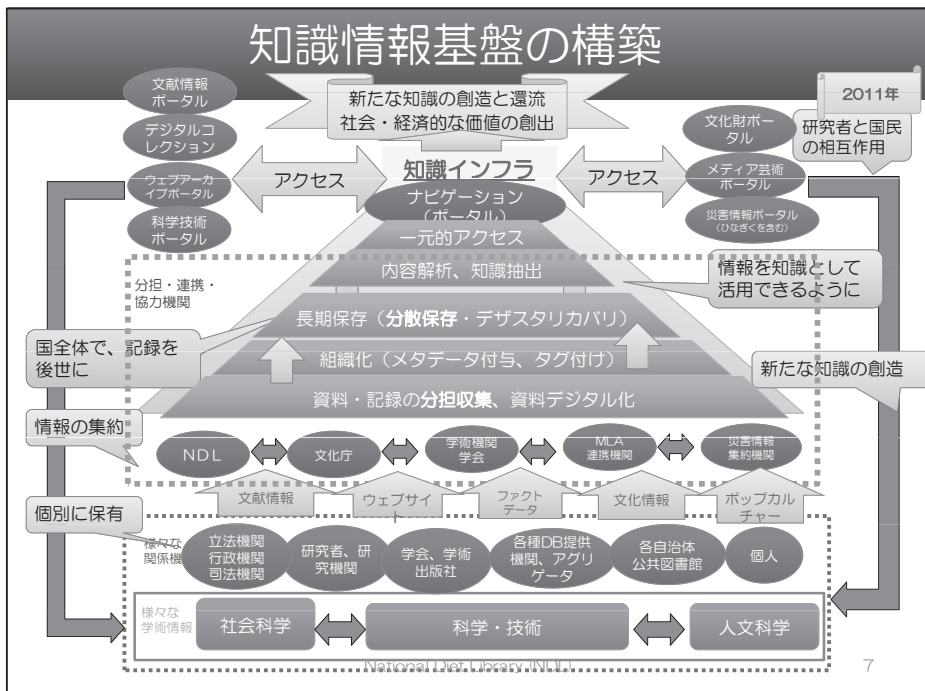 知識情報基盤の構築
2011年
新たな知識の創造と還流
社会・経済的な価値の創出
文献情報
ポータル
デジタルコ
レクション
ウェブアーカ
イブポータル
科学技術
ポータル
アクセス
知識インフラ
アクセス
文化財ポー
タル
メディア芸術
ポータル
災害情報ポータル
（ひなぎくを含む）
研究者と国民
の相互作用
ナビゲーション
（ポータル）
一元的アクセス
内容解析、知識抽出
長期保存（分散保存・デザスタリカバリ）
組織化（メタデータ付与、タグ付け）
資料・記録の分担収集、資料デジタル化
分担・連携・
協力機関
情報を知識として
活用できるように
国全体で、記録を
後世に
新たな知識の創造
情報の集約
NDL
文化庁
学術機関
学会
MLA
連携機関
災害情報
集約機関
文献情報
ウェブサイ
ト
ファクト
データ
文化情報
ポップカル
チャー
個別に保有
様々な
関係機
立法機関
行政機関
司法機関
研究者、研
究機関
学会、学術
出版社
各種DB提供
機関、アグリ
ゲータ
各自治体
公共図書館
個人
様々な
学術情報
社会科学
科学・技術
人文科学
National Diet Library (NDL)
7